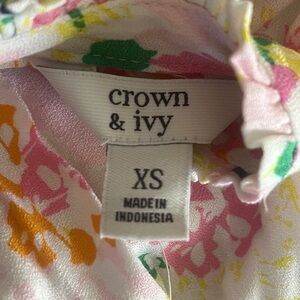 crown
& ivy
XS
MADE IN
INDONESIA